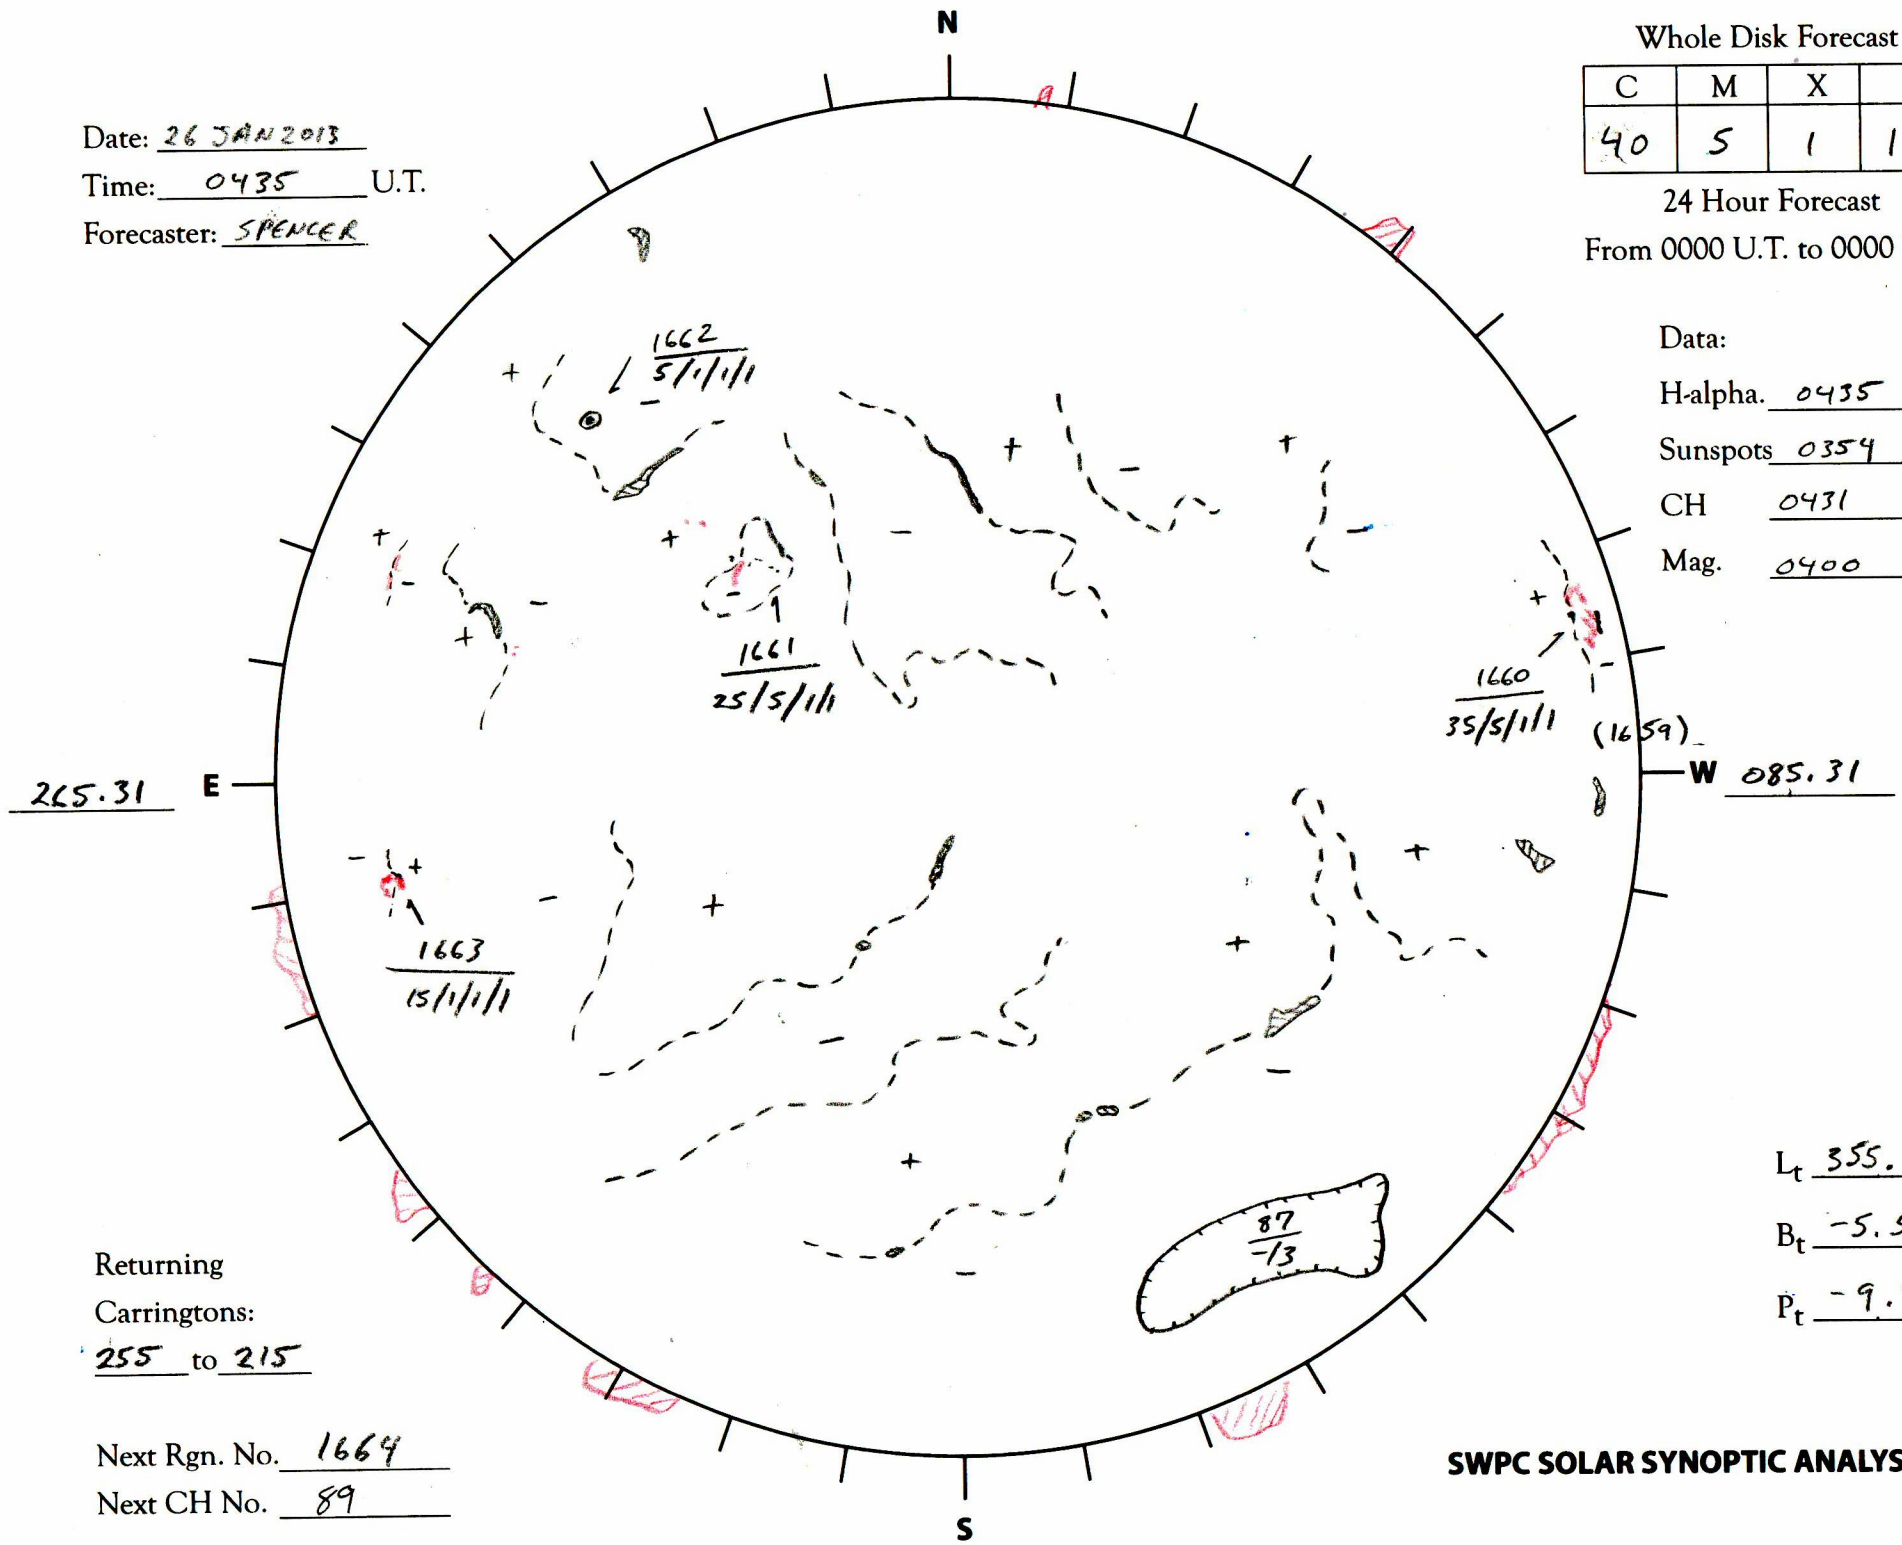 N
Whole Disk Forecast
C M X
40 5 1 1
24 Hour Forecast
From 0000 U.T. to 0000
Date: 26 JAN 2013
Time: 0435 U.T.
Forecaster: SPENCER
Data:
H-alpha. 0435
Sunspots 0354
CH 0431
Mag. 0400
1662
5/1/1/1
+
-
+
-
+
-
+
-
+
-
+
-
+
-
-
1661
25/5/1/1
+
-
1660
35/5/1/1
(1659)
265.31 E
W 085.31
- +
1663
15/1/1/1
-
+
+
+
-
-
+
-
87
-/3
Lt 355.
Bt -5.5
Pt -9.
Returning
Carringtons:
255 to 215
Next Rgn. No. 1664
Next CH No. 89
SWPC SOLAR SYNOPTIC ANALYS
S